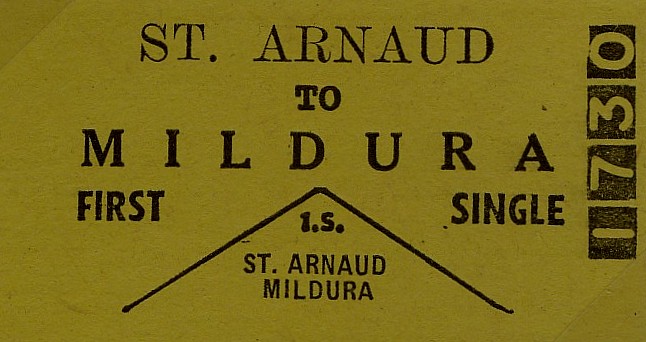 ST. ARNAUD
TO
MILDURA
FIRST SINGLE
1.S.
ST. ARNAUD
MILDURA
1730